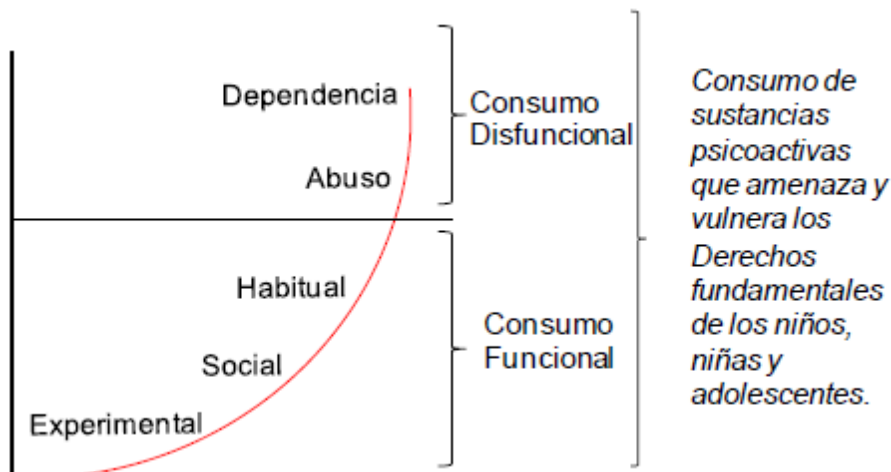 Dependencia
Abuso
Habitual
Social
Experimental
Consumo
Disfuncional
Consumo
Funcional
Consumo de
sustancias
psicoactivas
que amenaza y
vulnera los
Derechos
fundamentales
de los niños,
niñas y
adolescentes.